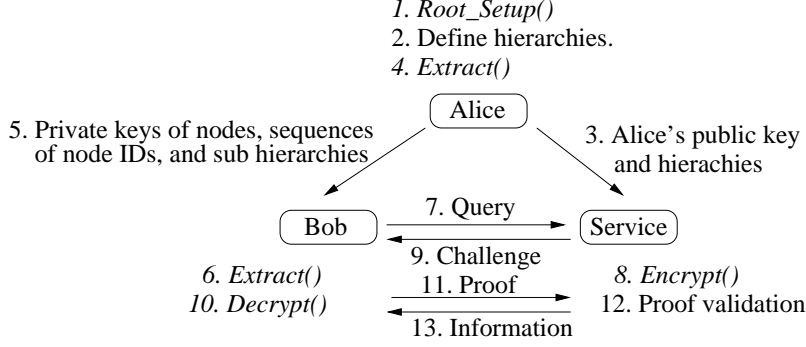 1. Root_Setup()
2. Define hierarchies.
4. Extract()
Alice
5. Private keys of nodes, sequences
of node IDs, and sub hierarchies
3. Alice's public key
and hierachies
7. Query
Bob
Service
9. Challenge
6. Extract()
8. Encrypt()
11. Proof
10. Decrypt()
12. Proof validation
13. Information